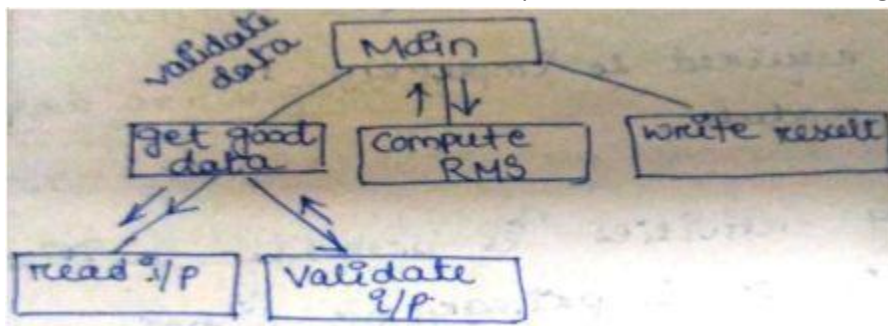 validate
data
Main
get good
data
Compute
RMS
write result
read i/p
Validate
i/p